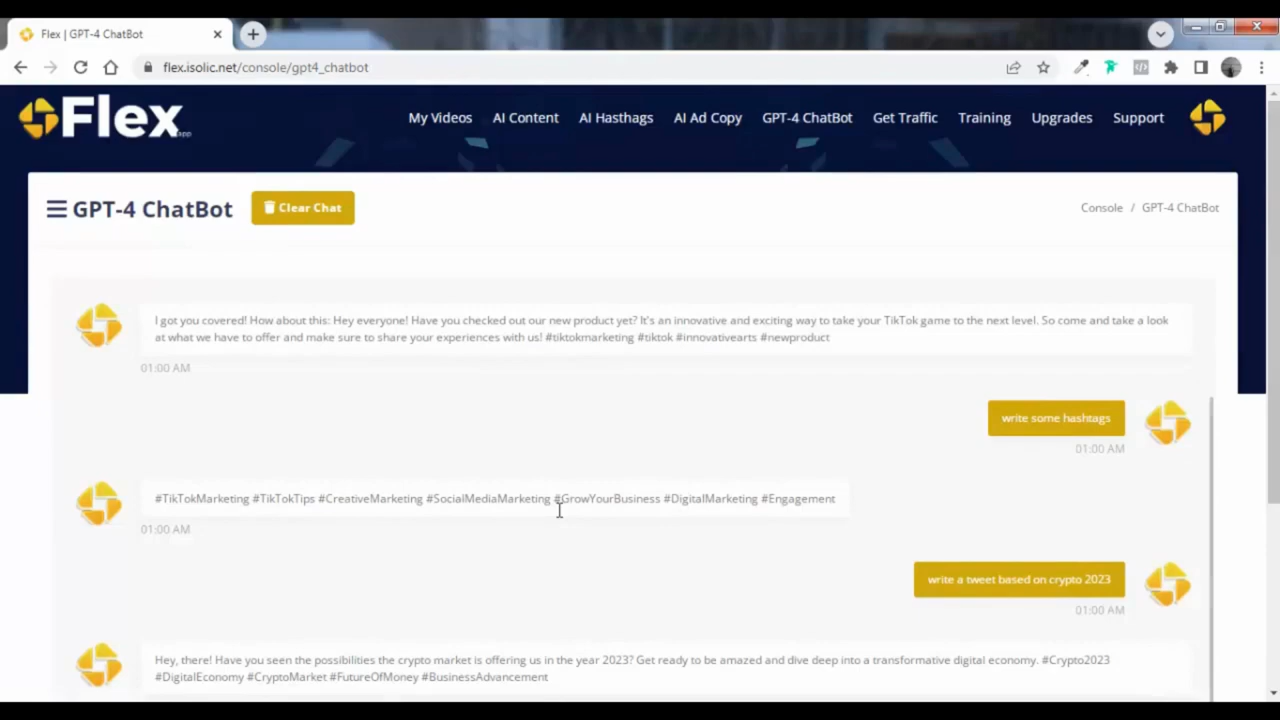 Flex | GPT-4 ChatBot
flex.isolic.net/console/gpt4_chatbot
Flex app
My Videos AI Content AI Hasthags AI Ad Copy GPT-4 ChatBot Get Traffic Training Upgrades Support
GPT-4 ChatBot
Clear Chat
Console / GPT-4 ChatBot
I got you covered! How about this: Hey everyone! Have you checked out our new product yet? It's an innovative and exciting way to take your TikTok game to the next level. So come and take a look
at what we have to offer and make sure to share your experiences with us! #tiktokmarketing #tiktok #innovativearts #newproduct
01:00 AM
write some hashtags
01:00 AM
#TikTokMarketing #TikTokTips #CreativeMarketing #SocialMediaMarketing #GrowYourBusiness #DigitalMarketing #Engagement
01:00 AM
write a tweet based on crypto 2023
01:00 AM
Hey, there! Have you seen the possibilities the crypto market is offering us in the year 2023? Get ready to be amazed and dive deep into a transformative digital economy. #Crypto2023
#DigitalEconomy #CryptoMarket #FutureOfMoney #BusinessAdvancement